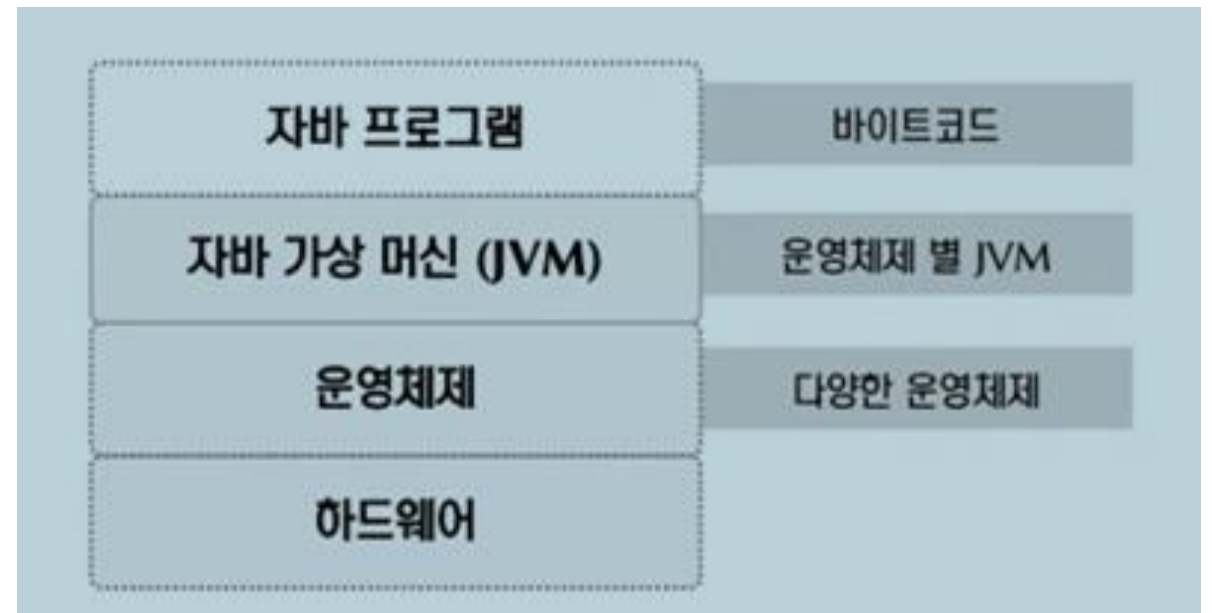 자바 프로그램
바이트코드
자바 가상 머신 (JVM)
운영체제 별 JVM
운영체제
다양한 운영체제
하드웨어